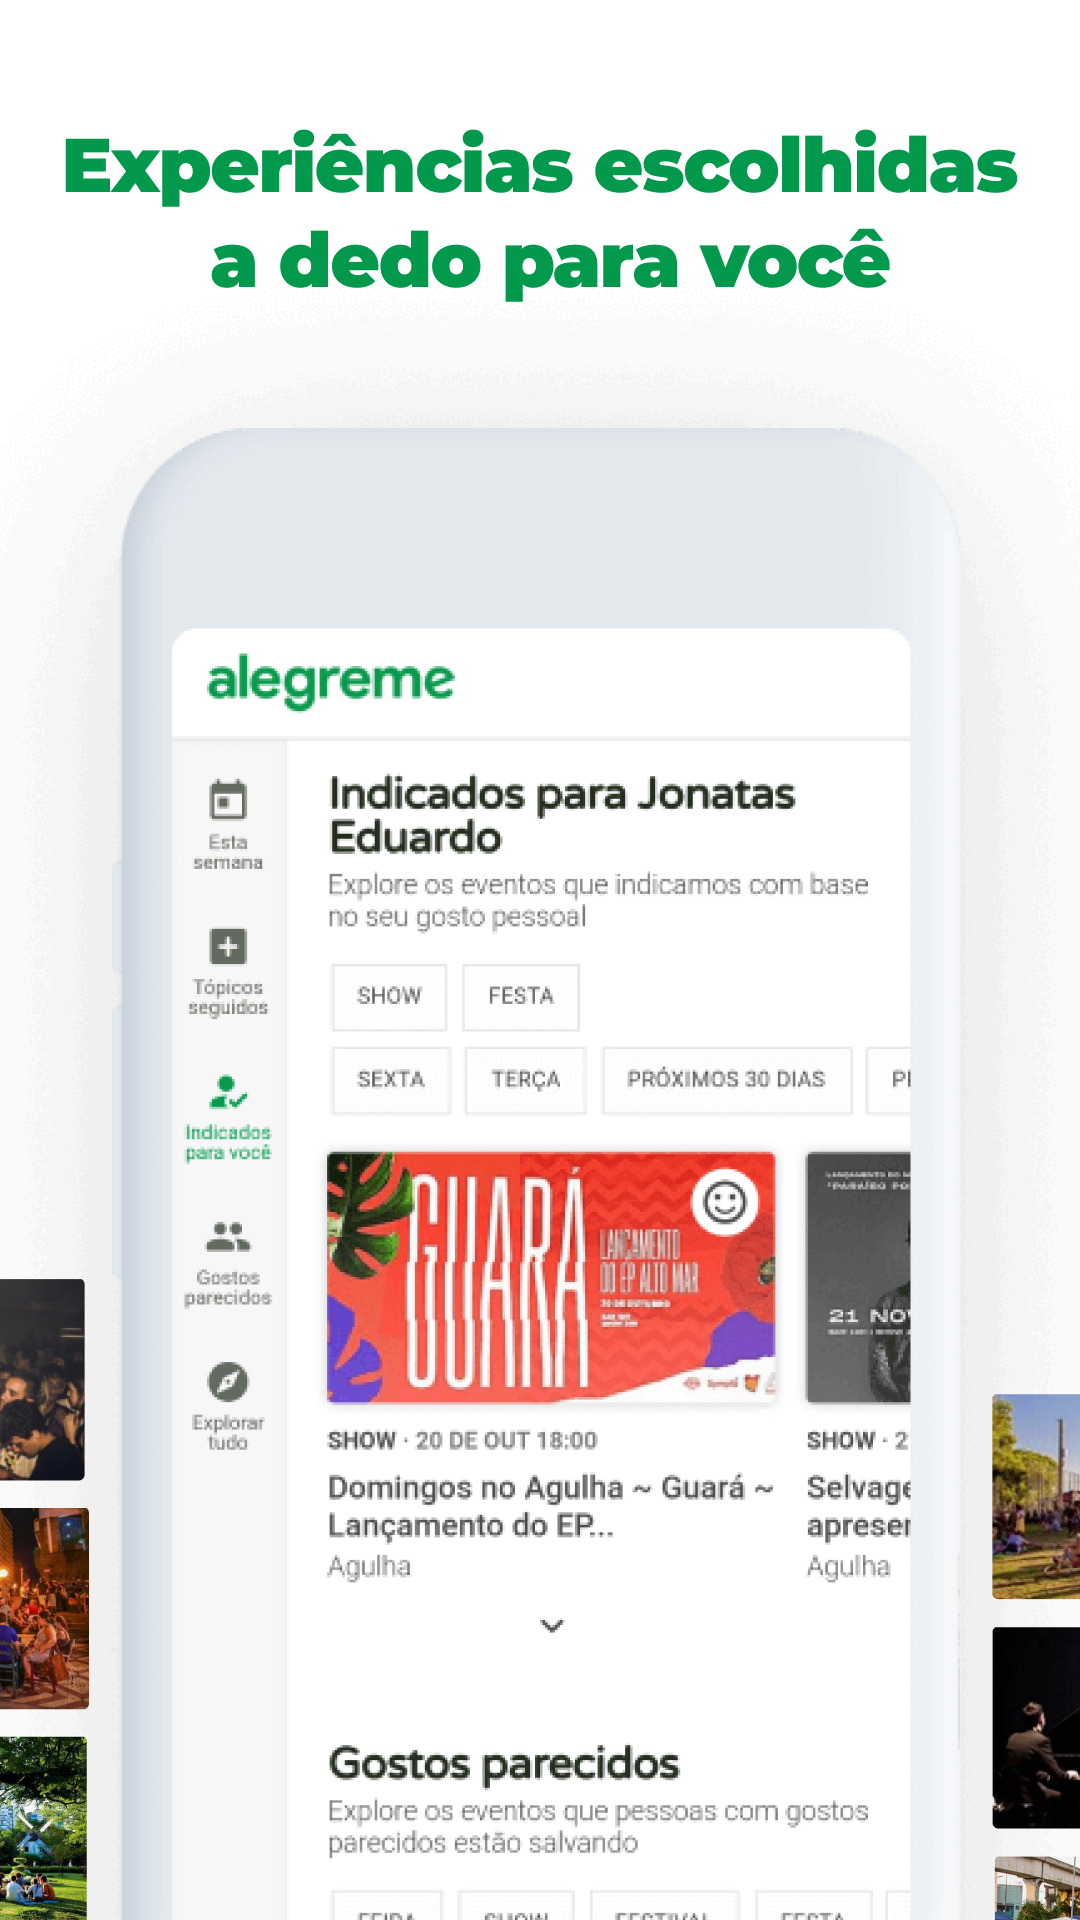 Experiências escolhidas
a dedo para você
alegreme
Esta
semana
Tópicos
seguidos
Indicados
para você
Gostos
parecidos
Explorar
tudo
Indicados para Jonatas
Eduardo
Explore os eventos que indicamos com base
no seu gosto pessoal
SHOW
FESTA
SEXTA
TERÇA
PRÓXIMOS 30 DIAS
GUARÁ
LANÇAMENTO
DO EP ALTO MAR
20 DE OUTUBRO
21 NO
SHOW · 20 DE OUT 18:00
Domingos no Agulha ~ Guará ~
Lançamento do EP...
Agulha
SHOW · 2
Selvage
apreser
Agulha
Gostos parecidos
Explore os eventos que pessoas com gostos
parecidos estão salvando
FEIRA
SHOW
FESTIVAL
FESTA